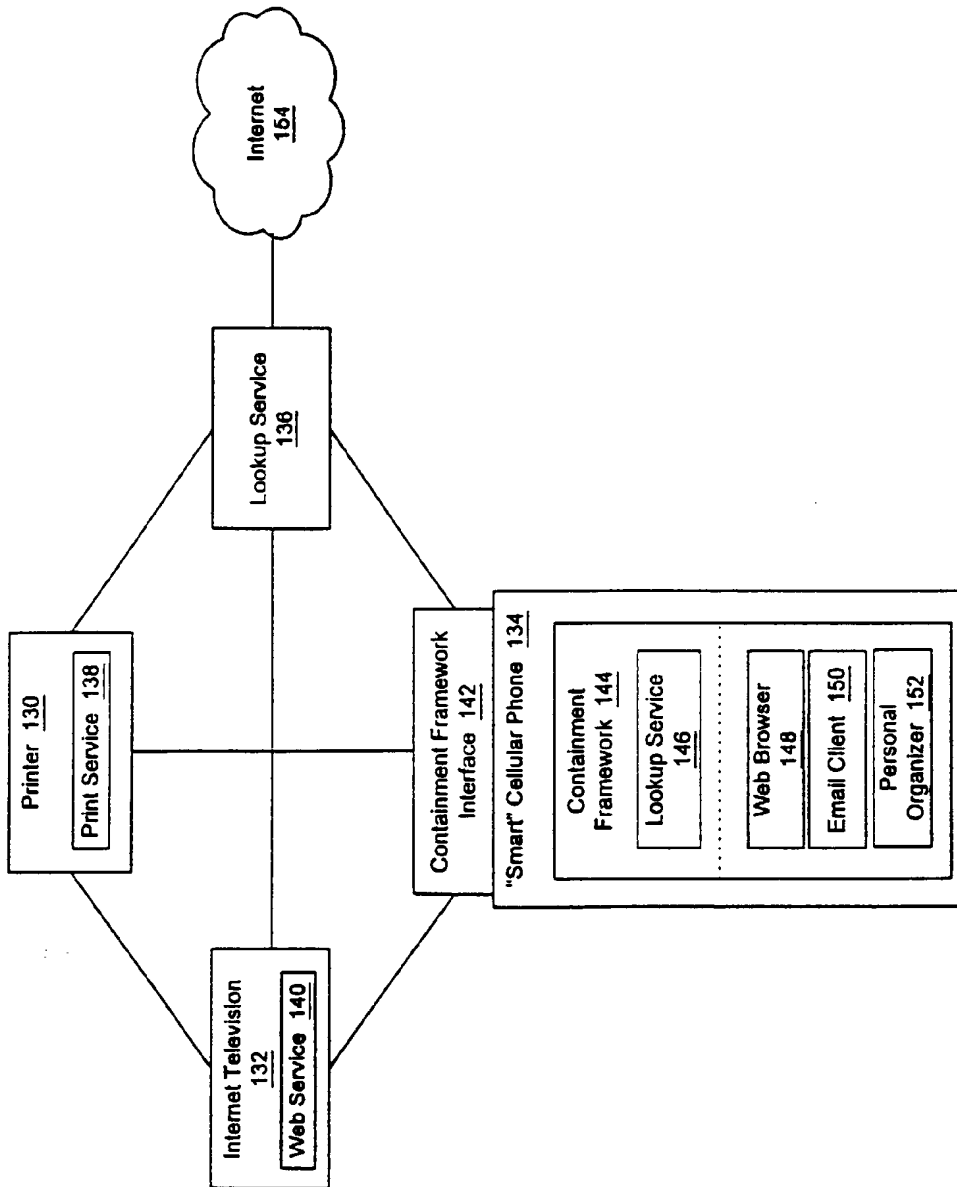 Printer 130
Print Service 138
Internet Television
132
Web Service 140
Lookup Service
136
Internet
154
Containment Framework
Interface 142
"Smart" Cellular Phone 134
Containment
Framework 144
Lookup Service
146
Web Browser
148
Email Client 150
Personal
Organizer 152